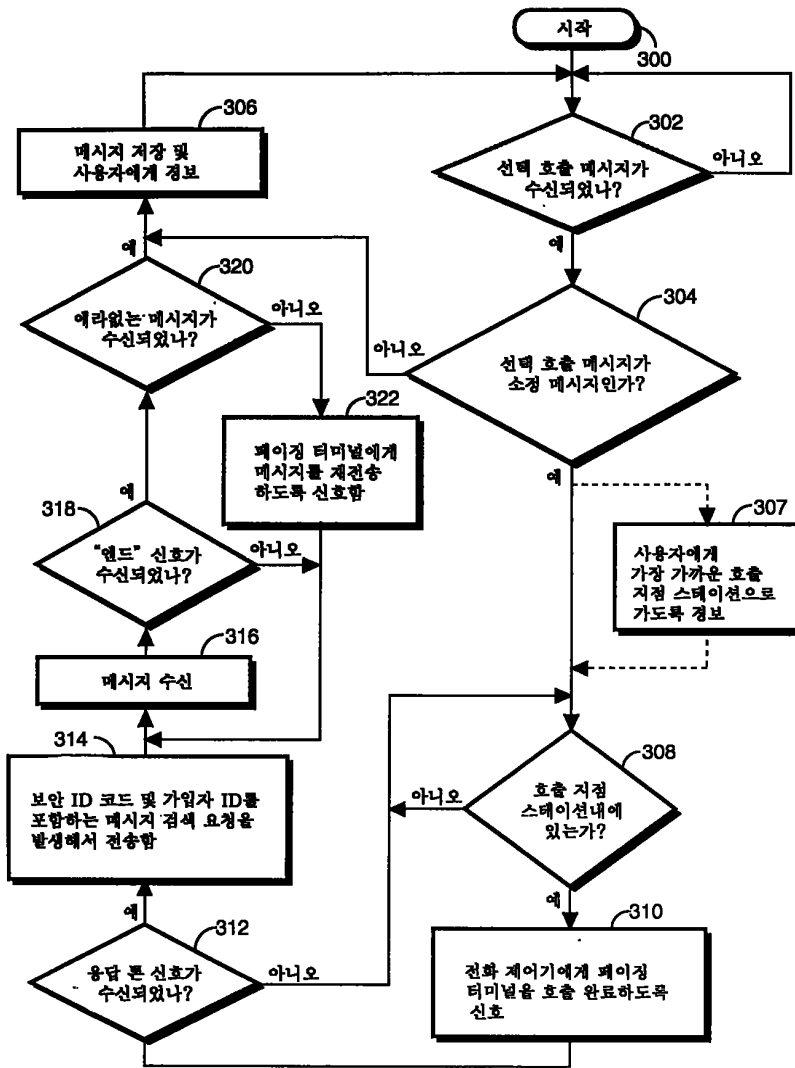 시작
300
306
메시지 저장 및
사용자에게 경보
302
선택 호출 메시지가
수신되었나?
아니오
예
예
320
에라없는 메시지가
수신되었나?
아니오
304
아니오
선택 호출 메시지가
소정 메시지인가?
322
페이징 터미널에게
메시지를 재전송
하도록 신호함
예
예
318
"엔드" 신호가
수신되었나?
아니오
307
사용자에게
가장 가까운 호출
지점 스테이션으로
가도록 경보
316
메시지 수신
314
보안 ID 코드 및 가입자 ID를
포함하는 메시지 검색 요청을
발생해서 전송함
308
아니오
호출 지점
스테이션내에
있는가?
예
예
312
응답 톤 신호가
수신되었나?
아니오
310
전화 제어기에게 페이징
터미널을 호출 완료하도록
신호